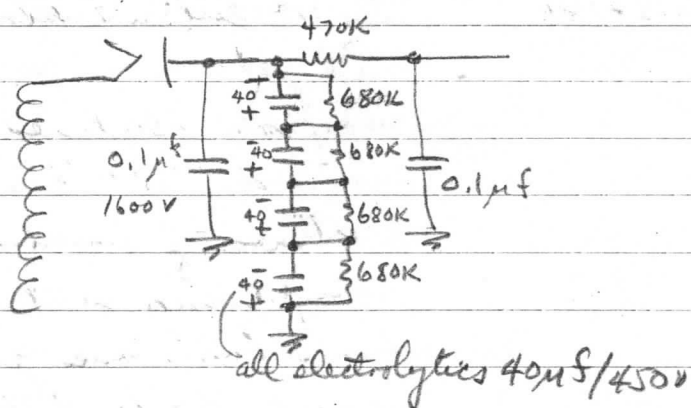 470K
40
−
+
680K
0.1μf
1600V
40
−
+
680K
0.1μf
40
−
+
680K
40
−
+
680K
all electrolytics 40μf/450V